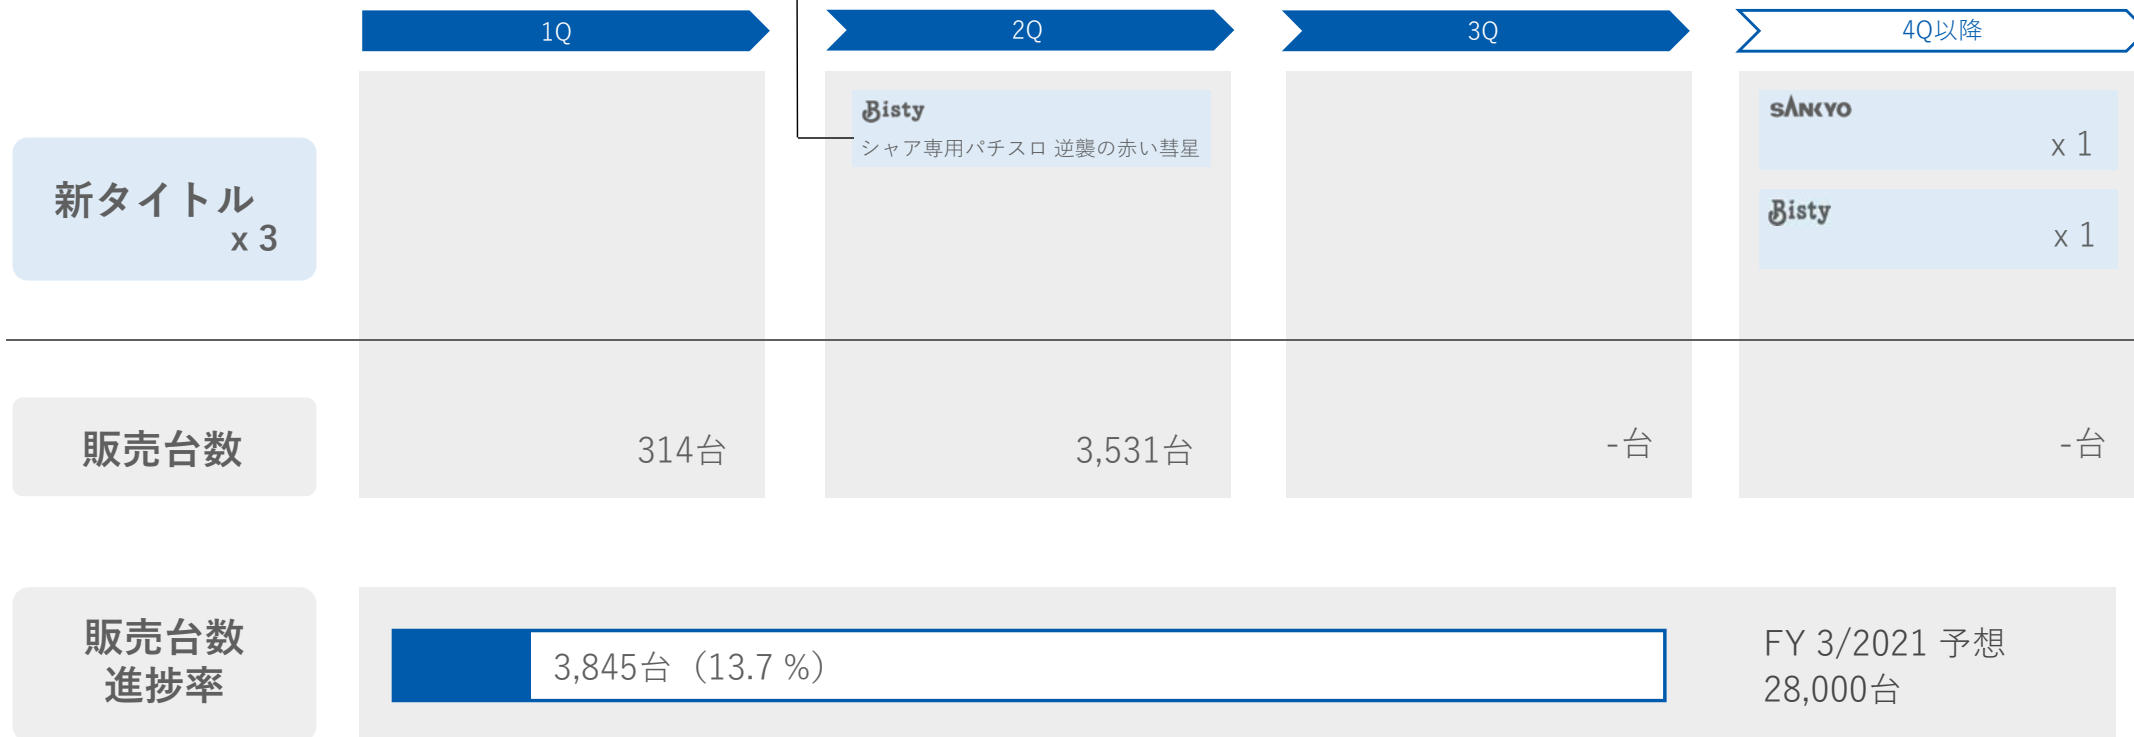 1Q
2Q
3Q
4Q以降
新タイトル
x 3
Bisty
シャア専用パチスロ 逆襲の赤い彗星
SANKYO
x 1
Bisty
x 1
販売台数
314台
3,531台
-台
-台
販売台数
進捗率
3,845台（13.7 %）
FY 3/2021 予想
28,000台